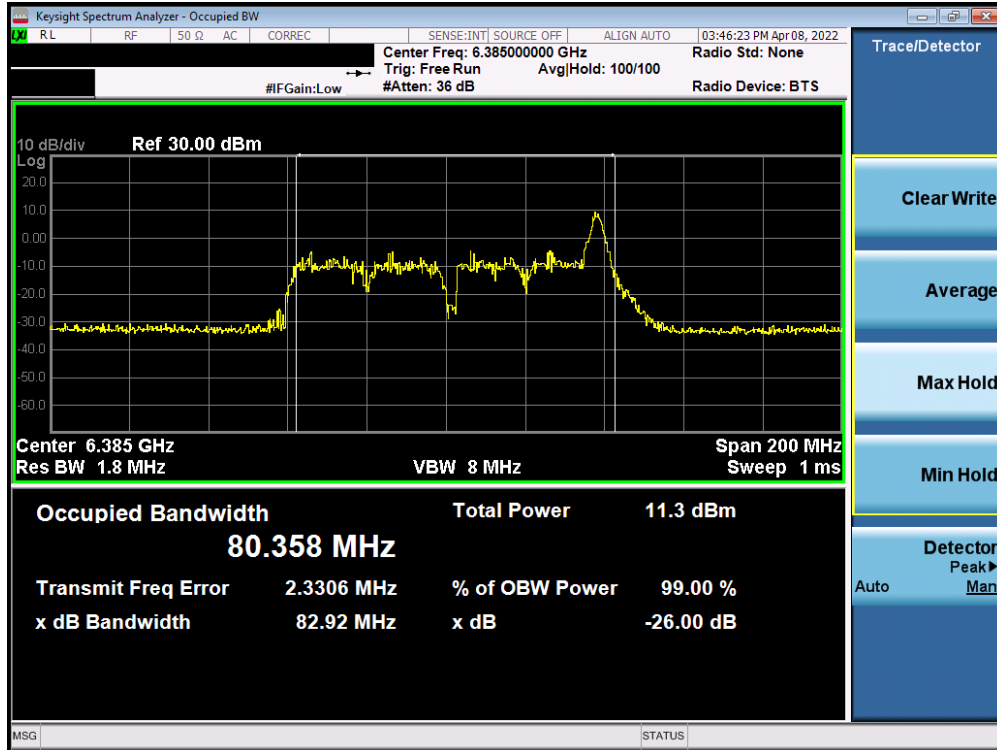 Keysight Spectrum Analyzer - Occupied BW
LXI RL RF 50 Ω AC CORREC SENSE:INT SOURCE OFF ALIGN AUTO 03:46:23 PM Apr 08, 2022
Center Freq: 6.385000000 GHz Radio Std: None
Trig: Free Run Avg|Hold: 100/100
#IFGain:Low #Atten: 36 dB Radio Device: BTS
Trace/Detector
10 dB/div Ref 30.00 dBm
Log
20.0
10.0
0.00
-10.0
-20.0
-30.0
-40.0
-50.0
-60.0
Center 6.385 GHz Span 200 MHz
Res BW 1.8 MHz VBW 8 MHz Sweep 1 ms
Occupied Bandwidth Total Power 11.3 dBm
80.358 MHz
Transmit Freq Error 2.3306 MHz % of OBW Power 99.00 %
x dB Bandwidth 82.92 MHz x dB -26.00 dB
Clear Write
Average
Max Hold
Min Hold
Detector
Peak▶
Auto Man
MSG STATUS